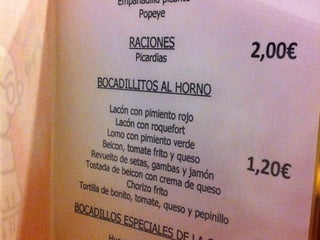 Empanadilla picante
Popeye
RACIONES
Picardias
2,00€
BOCADILLITOS AL HORNO
Lacón con pimiento rojo
Lacón con roquefort
Lomo con pimiento verde
Beicon, tomate frito y queso
Revuelto de setas, gambas y jamón
1,20€
Tostada de beicon con crema de queso
Chorizo frito
Tortilla de bonito, tomate, queso y pepinillo
BOCADILLOS ESPECIALES DE LA